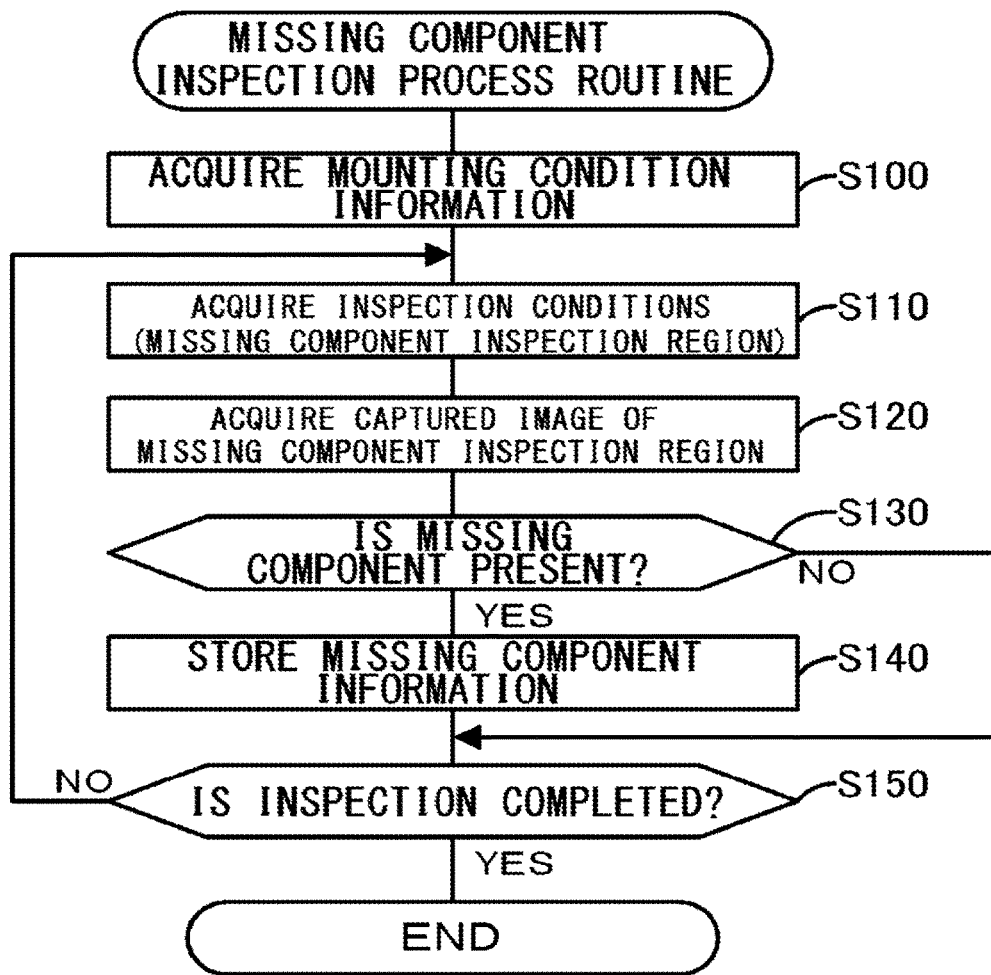 MISSING COMPONENT
INSPECTION PROCESS ROUTINE
ACQUIRE MOUNTING CONDITION
INFORMATION
S100
ACQUIRE INSPECTION CONDITIONS
(MISSING COMPONENT INSPECTION REGION)
S110
ACQUIRE CAPTURED IMAGE OF
MISSING COMPONENT INSPECTION REGION
S120
IS MISSING
COMPONENT PRESENT?
S130
NO
YES
STORE MISSING COMPONENT
INFORMATION
S140
NO
IS INSPECTION COMPLETED?
S150
YES
END